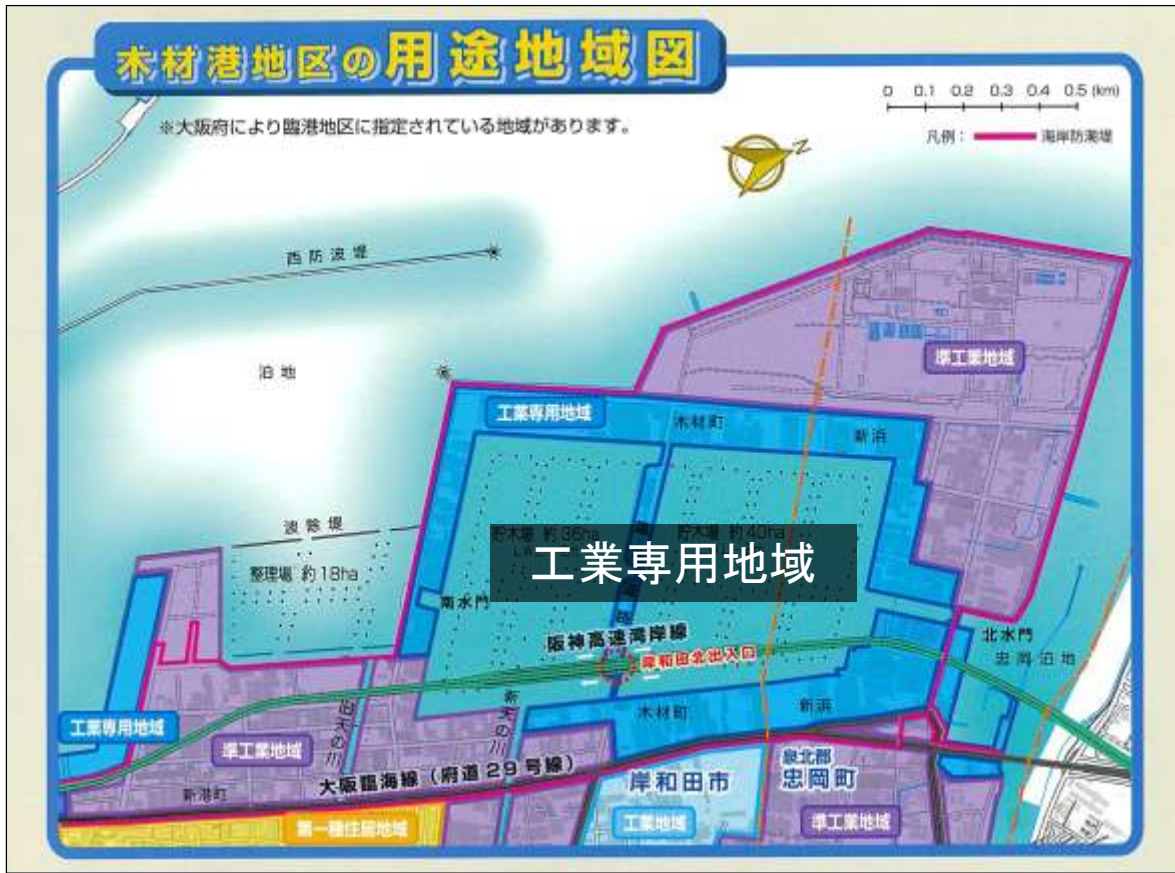 木材港地区の用途地域図
0 0.1 0.2 0.3 0.4 0.5 (km)
※大阪府により臨港地区に指定されている地域があります。
凡例： 海岸防潮堤
Z
西防波堤
泊地
準工業地域
工業専用地域
木材町
新浜
波除堤
貯木場 約36ha
貯木場 約40ha
整理場 約18ha
工業専用地域
南水門
阪神高速湾岸線
岸和田北出入口
北水門
忠岡泊地
工業専用地域
準工業地域
出天の川
新天の川
木材町
新浜
大阪臨海線（府道29号線）
新港町
岸和田市
泉北郡
忠岡町
第一種住居地域
工業地域
準工業地域